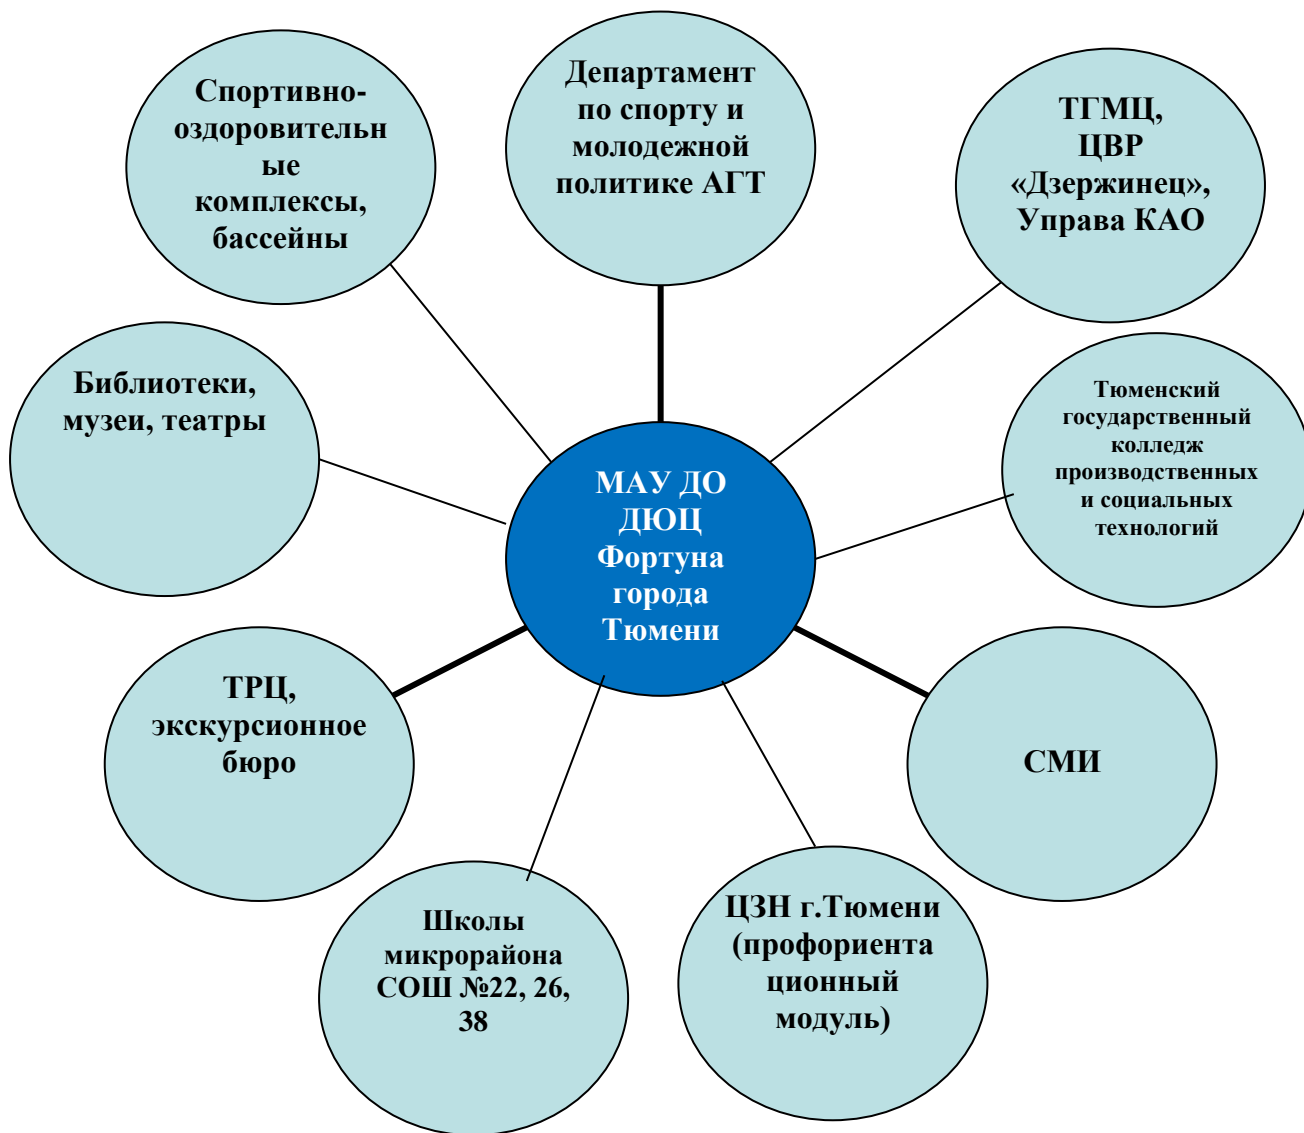 Спортивно-
оздоровительн
ые
комплексы,
бассейны
Департамент
по спорту и
молодежной
политике АГТ
ТГМЦ,
ЦВР
«Дзержинец»,
Управа КАО
Библиотеки,
музеи, театры
Тюменский
государственный
колледж
производственных
и социальных
технологий
МАУ ДО
ДЮЦ
Фортуна
города
Тюмени
ТРЦ,
экскурсионное
бюро
СМИ
Школы
микрорайона
СОШ №22, 26,
38
ЦЗН г.Тюмени
(профориента
ционный
модуль)